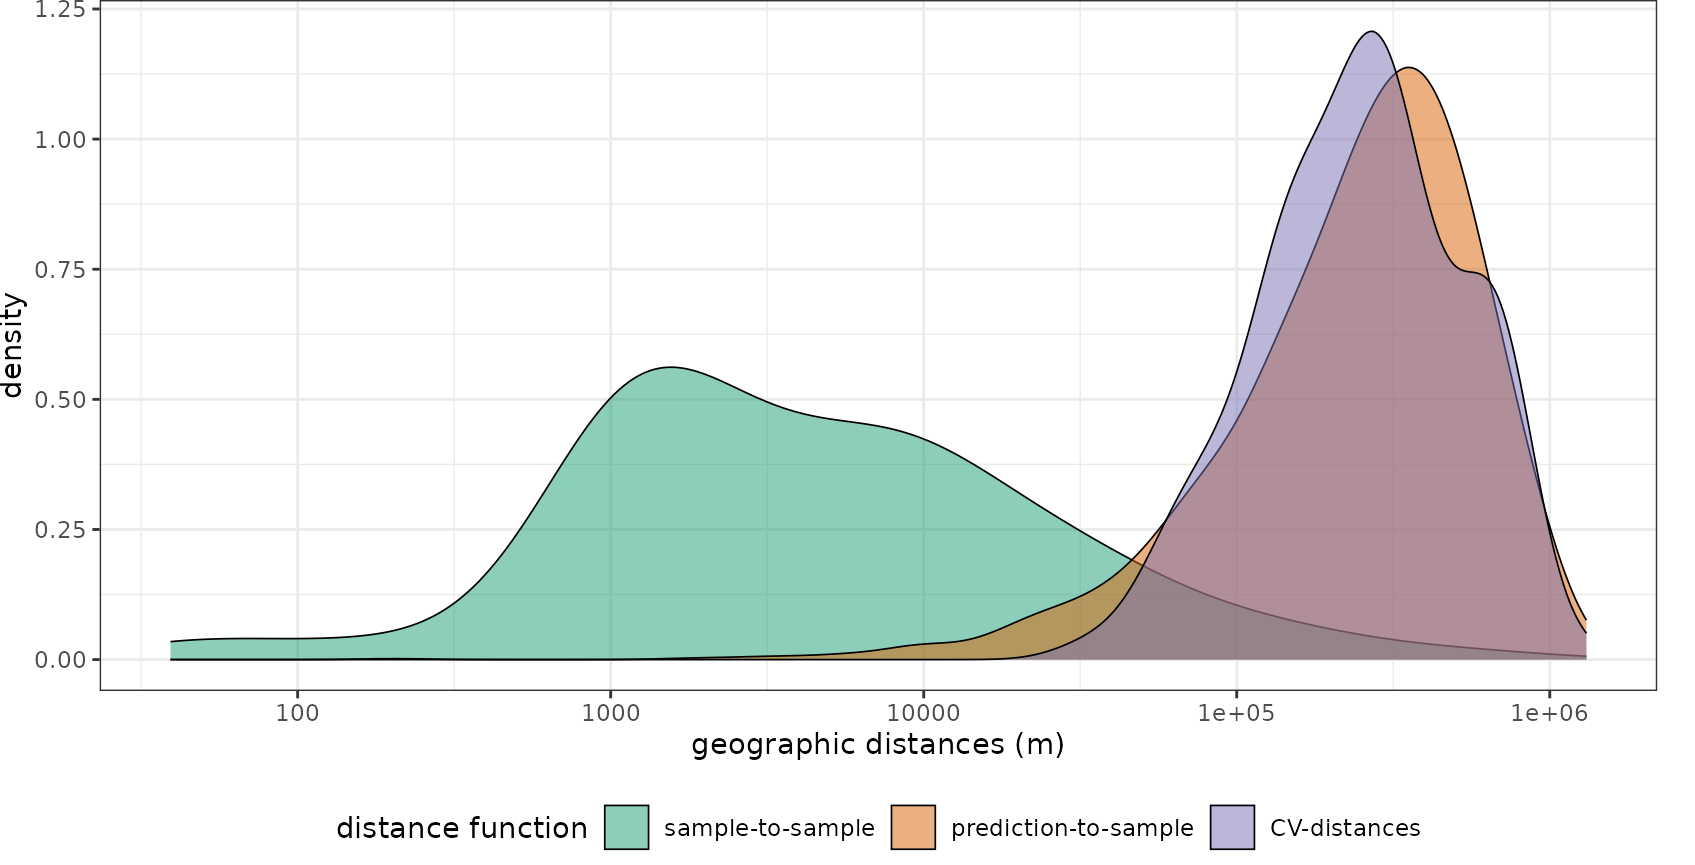 1.25
1.00
0.75
0.50
0.25
0.00
density
100 1000 10000 1e+05 1e+06
geographic distances (m)
distance function sample-to-sample prediction-to-sample CV-distances